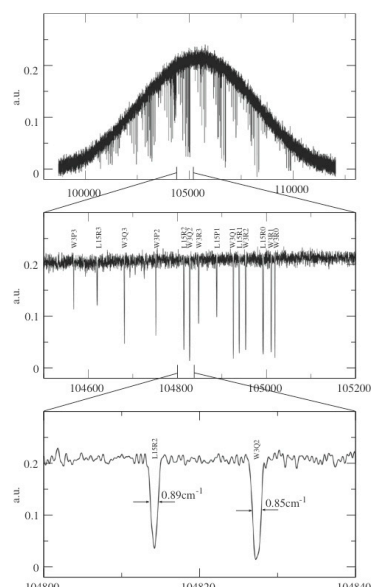 0.2
a.u.
0.1
0
100000 105000 110000
W3P3
L15R3
W3Q3
W3P2
L15R2
W3Q2
W3R3
L15P1
W3Q1
L15R1
W3R2
L15R0
W3R1
W3R0
0.2
a.u.
0.1
0
104600 104800 105000 105200
L15R2
W3Q2
0.2
a.u.
0.89cm-1
0.85cm-1
0.1
0
104800 104820 104840